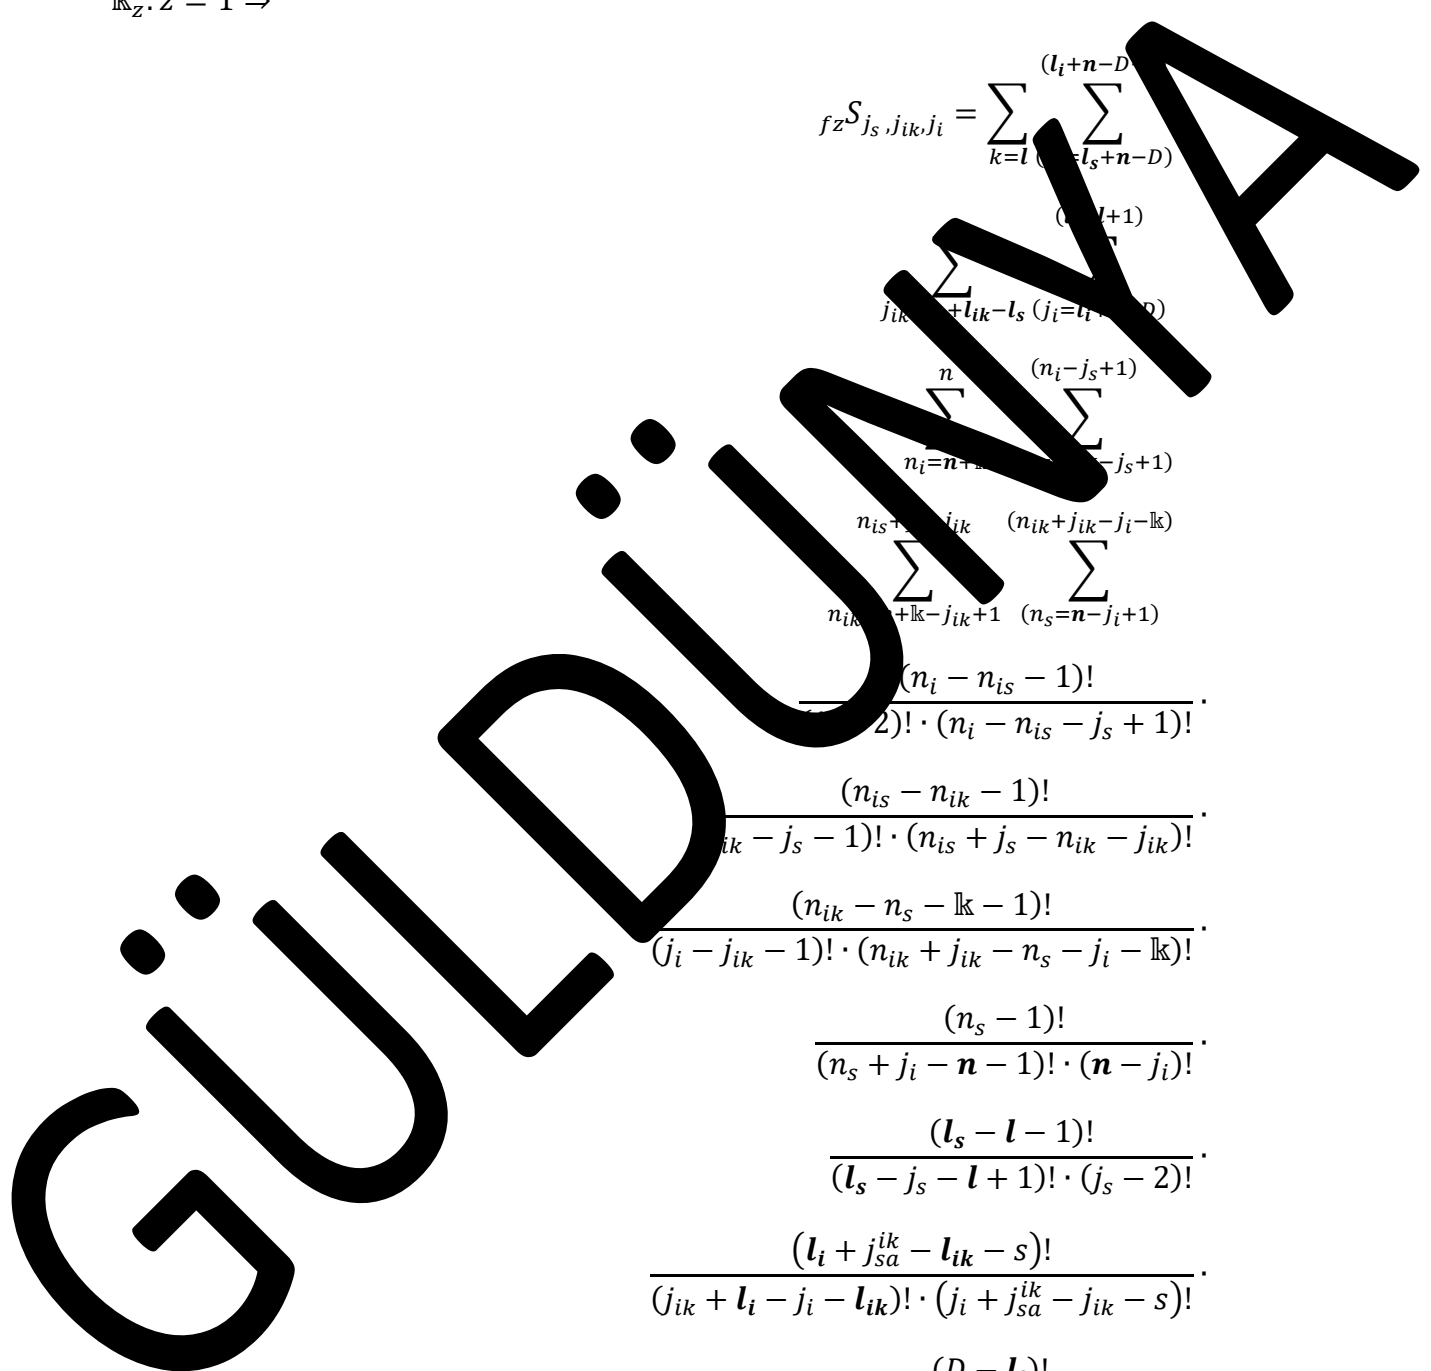 𝕜_z: z = 1 ⇒
_{fz}S_{j_s,j_{ik},j_i} = ∑_{k=l} ∑_{(=l_s+n−D)}^{(l_i+n−D}
∑_{j_{ik} +l_{ik}−l_s} ∑_{(j_i=l_i D)}^{( l+1)}
∑_{n_i=n+𝕜}^{n} ∑_{−j_s+1)}^{(n_i−j_s+1)}
∑_{n_{ik} +𝕜−j_{ik}+1}^{n_{is}+ j_{ik}} ∑_{(n_s=n−j_i+1)}^{(n_{ik}+j_{ik}−j_i−𝕜)}
(n_i − n_{is} − 1)!
2)! · (n_i − n_{is} − j_s + 1)! ·
(n_{is} − n_{ik} − 1)!
_{ik} − j_s − 1)! · (n_{is} + j_s − n_{ik} − j_{ik})! ·
(n_{ik} − n_s − 𝕜 − 1)!
(j_i − j_{ik} − 1)! · (n_{ik} + j_{ik} − n_s − j_i − 𝕜)! ·
(n_s − 1)!
(n_s + j_i − n − 1)! · (n − j_i)! ·
(l_s − l − 1)!
(l_s − j_s − l + 1)! · (j_s − 2)! ·
(l_i + j_{sa}^{ik} − l_{ik} − s)!
(j_{ik} + l_i − j_i − l_{ik})! · (j_i + j_{sa}^{ik} − j_{ik} − s)! ·
(D − l_i)!
GÜLDÜNYA